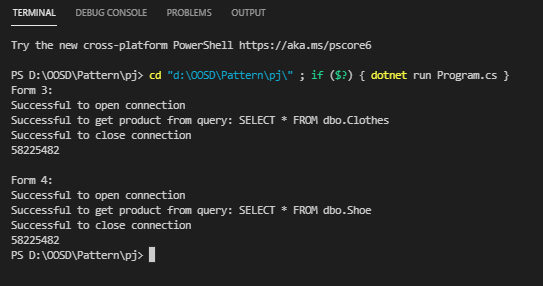 TERMINAL DEBUG CONSOLE PROBLEMS OUTPUT
Try the new cross-platform PowerShell https://aka.ms/pscore6
PS D:\OOSD\Pattern\pj> cd "d:\OOSD\Pattern\pj\" ; if ($?) { dotnet run Program.cs }
Form 3:
Successful to open connection
Successful to get product from query: SELECT * FROM dbo.Clothes
Successful to close connection
58225482
Form 4:
Successful to open connection
Successful to get product from query: SELECT * FROM dbo.Shoe
Successful to close connection
58225482
PS D:\OOSD\Pattern\pj>